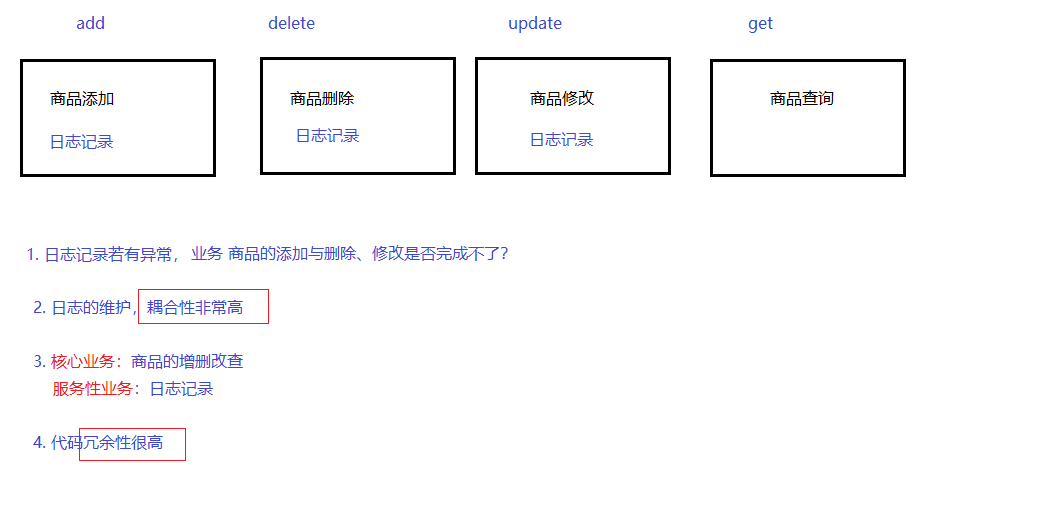 add delete update get
商品添加 商品删除 商品修改 商品查询
日志记录 日志记录 日志记录
1. 日志记录若有异常， 业务 商品的添加与删除、修改是否完成不了？
2. 日志的维护，耦合性非常高
3. 核心业务：商品的增删改查
服务性业务：日志记录
4. 代码冗余性很高